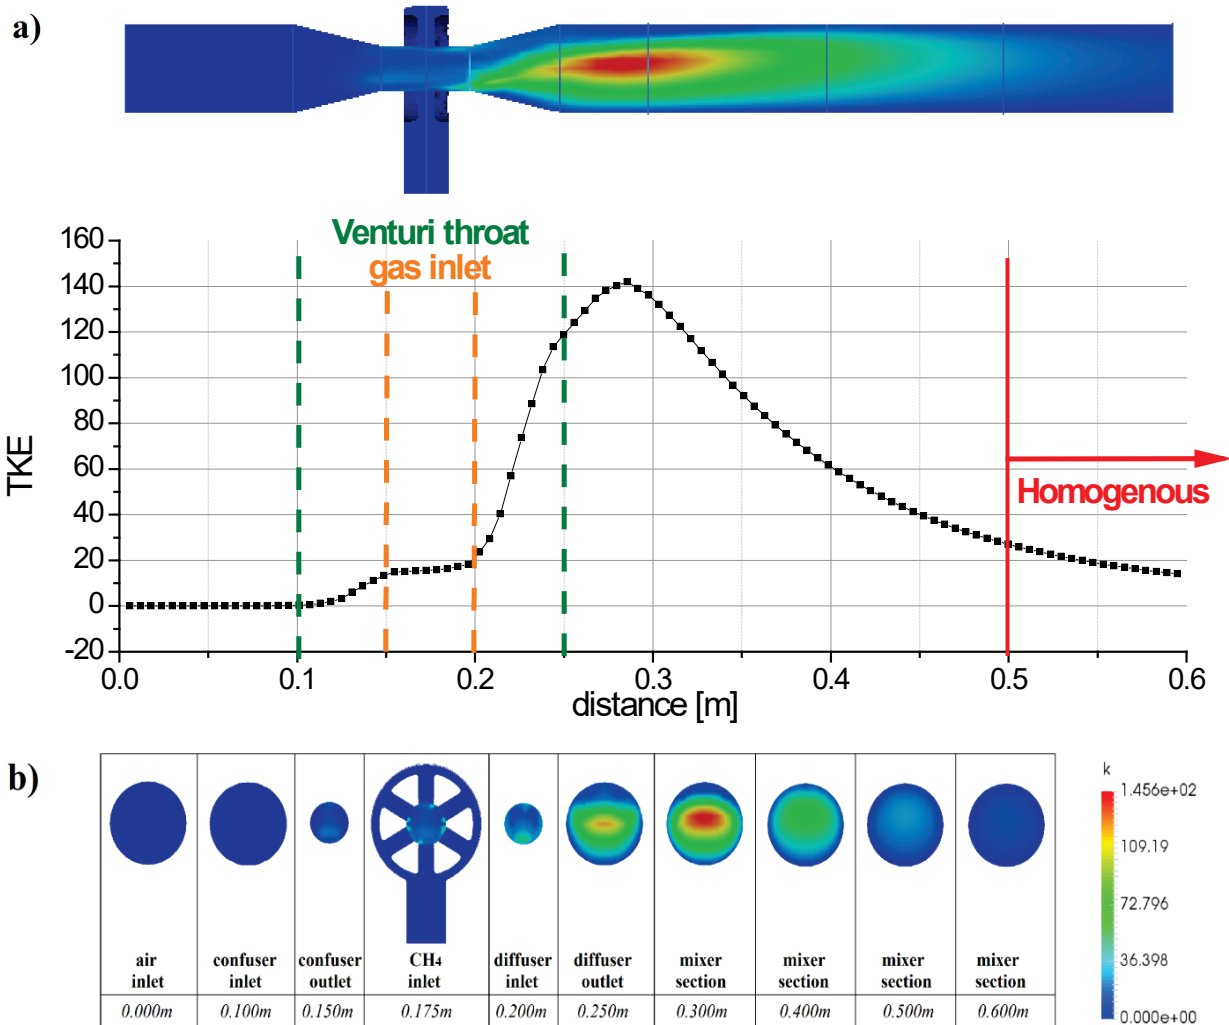 a)
Venturi throat
gas inlet
160
140
120
100
80
60
40
20
0
-20
TKE
Homogenous
0.0 0.1 0.2 0.3 0.4 0.5 0.6
distance [m]
b)
air inlet
confuser inlet
confuser outlet
CH₄ inlet
diffuser inlet
diffuser outlet
mixer section
mixer section
mixer section
mixer section
0.000m 0.100m 0.150m 0.175m 0.200m 0.250m 0.300m 0.400m 0.500m 0.600m
k
1.456e+02
109.19
72.796
36.398
0.000e+00